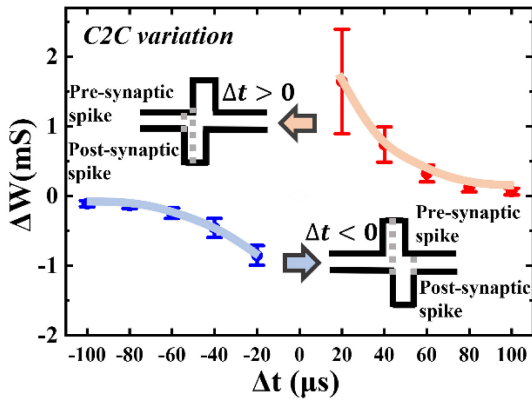 C2C variation
Pre-synaptic
spike
Δt > 0
Post-synaptic
spike
Δt < 0
Pre-synaptic
spike
Post-synaptic
spike
ΔW(mS)
2
1
0
-1
-2
-100 -80 -60 -40 -20 0 20 40 60 80 100
Δt (μs)